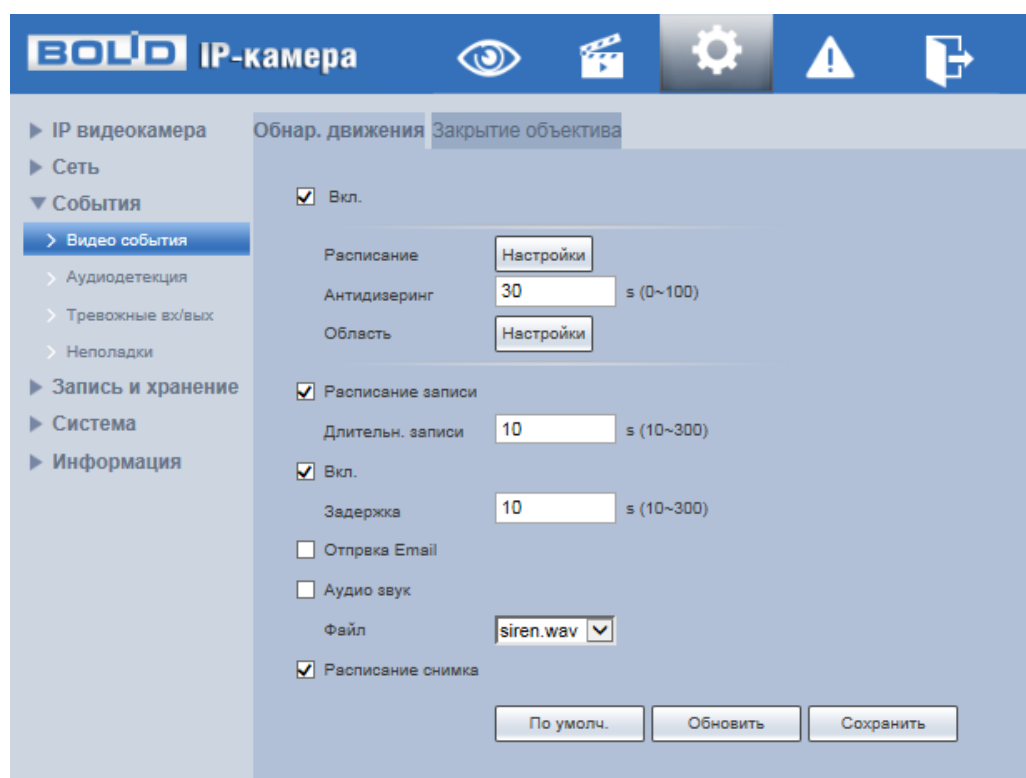 BOLID IP-камера
IP видеокамера
Сеть
События
Видео события
Аудиодетекция
Тревожные вх/вых
Неполадки
Запись и хранение
Система
Информация
Обнар. движения Закрытие объектива
Вкл.
Расписание Настройки
Антидизеринг 30 s (0~100)
Область Настройки
Расписание записи
Длительн. записи 10 s (10~300)
Вкл.
Задержка 10 s (10~300)
Отпрвка Email
Аудио звук
Файл siren.wav
Расписание снимка
По умолч. Обновить Сохранить